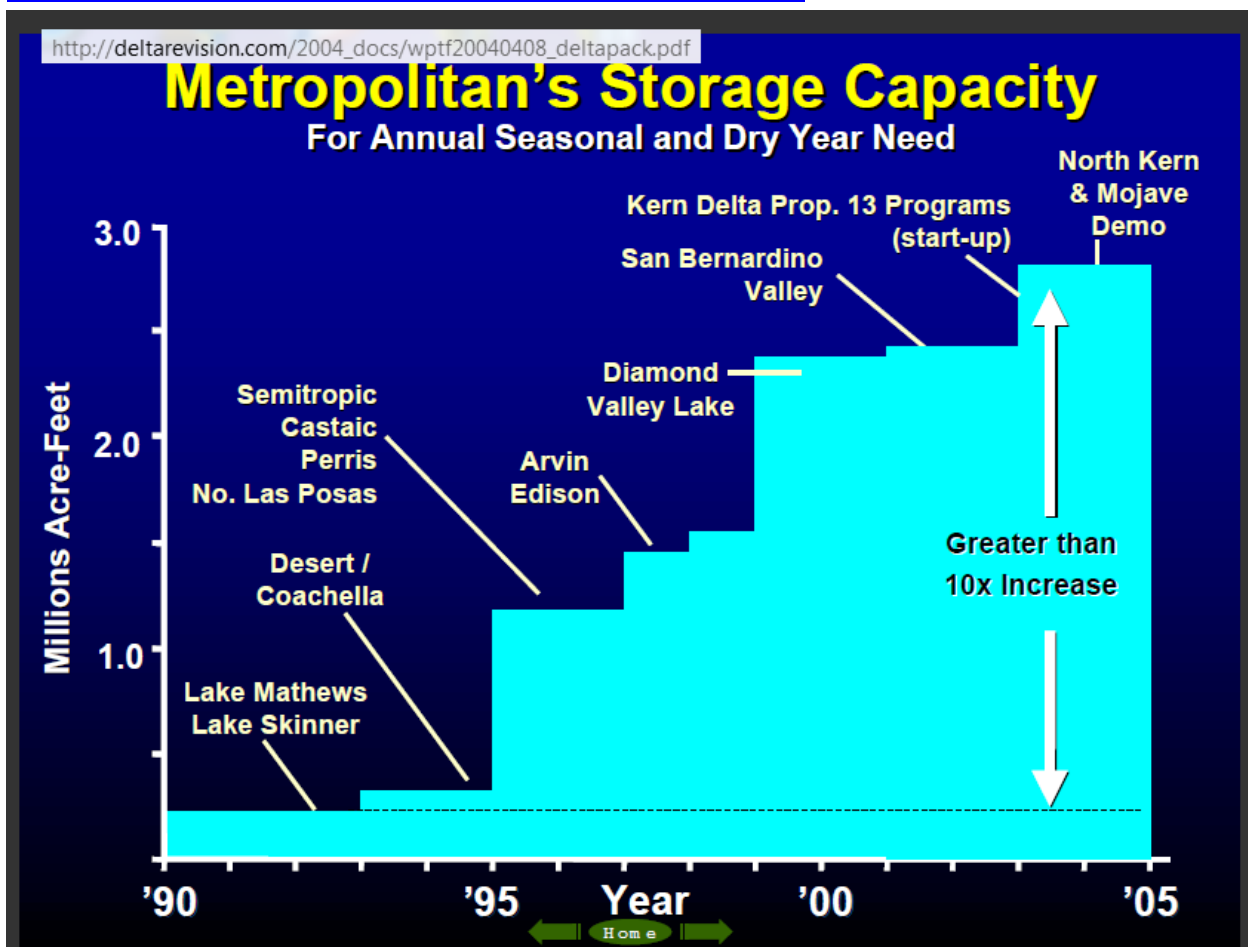 http://deltarevision.com/2004_docs/wptf20040408_deltapack.pdf
Metropolitan's Storage Capacity
For Annual Seasonal and Dry Year Need
North Kern
& Mojave
Demo
Kern Delta Prop. 13 Programs
(start-up)
San Bernardino
Valley
Diamond
Valley Lake
Semitropic
Castaic
Perris
No. Las Posas
Arvin
Edison
Desert /
Coachella
Lake Mathews
Lake Skinner
Greater than
10x Increase
Millions Acre-Feet
3.0
2.0
1.0
'90
'95
Year
'00
'05
Home